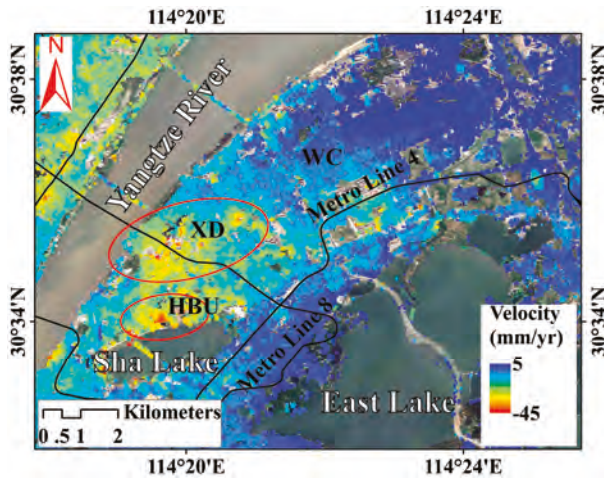 114°20'E
114°24'E
N
30°38'N
30°38'N
Yangtze River
WC
Metro Line 4
XD
HBU
30°34'N
30°34'N
Sha Lake
Metro Line 8
East Lake
Velocity
(mm/yr)
5
-45
Kilometers
0 .5 1 2
114°20'E
114°24'E